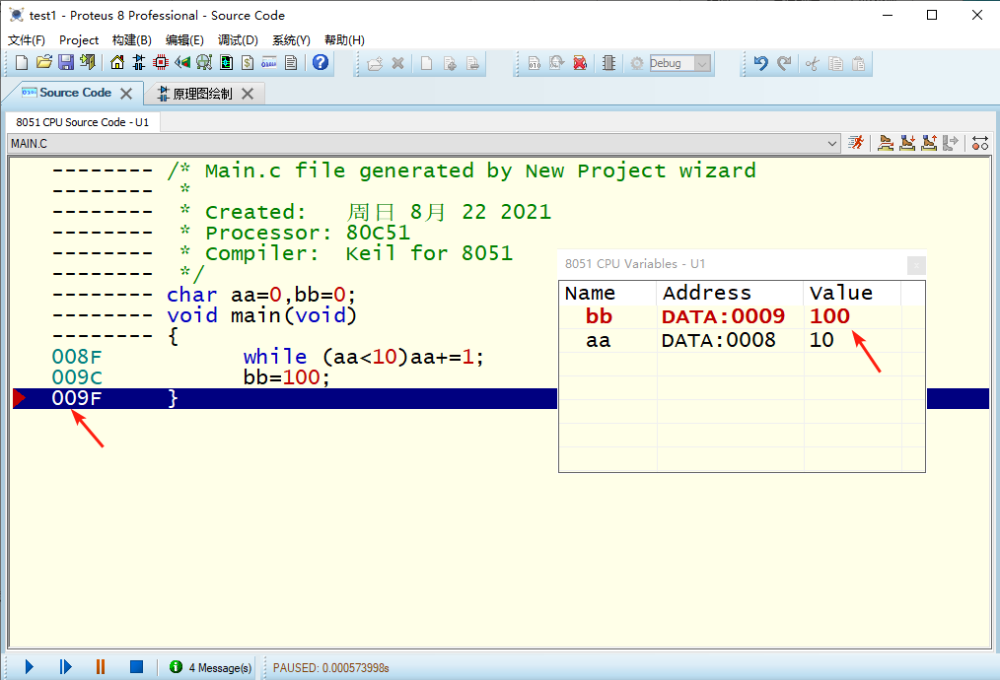 test1 - Proteus 8 Professional - Source Code
文件(F) Project 构建(B) 编辑(E) 调试(D) 系统(Y) 帮助(H)
Debug
Source Code 原理图绘制
8051 CPU Source Code - U1
MAIN.C
-------- /* Main.c file generated by New Project wizard
-------- *
-------- * Created: 周日 8月 22 2021
-------- * Processor: 80C51
-------- * Compiler: Keil for 8051
-------- */
-------- char aa=0,bb=0;
-------- void main(void)
-------- {
008F while (aa<10)aa+=1;
009C bb=100;
009F }
8051 CPU Variables - U1
Name Address Value
bb DATA:0009 100
aa DATA:0008 10
4 Message(s) PAUSED: 0.000573998s